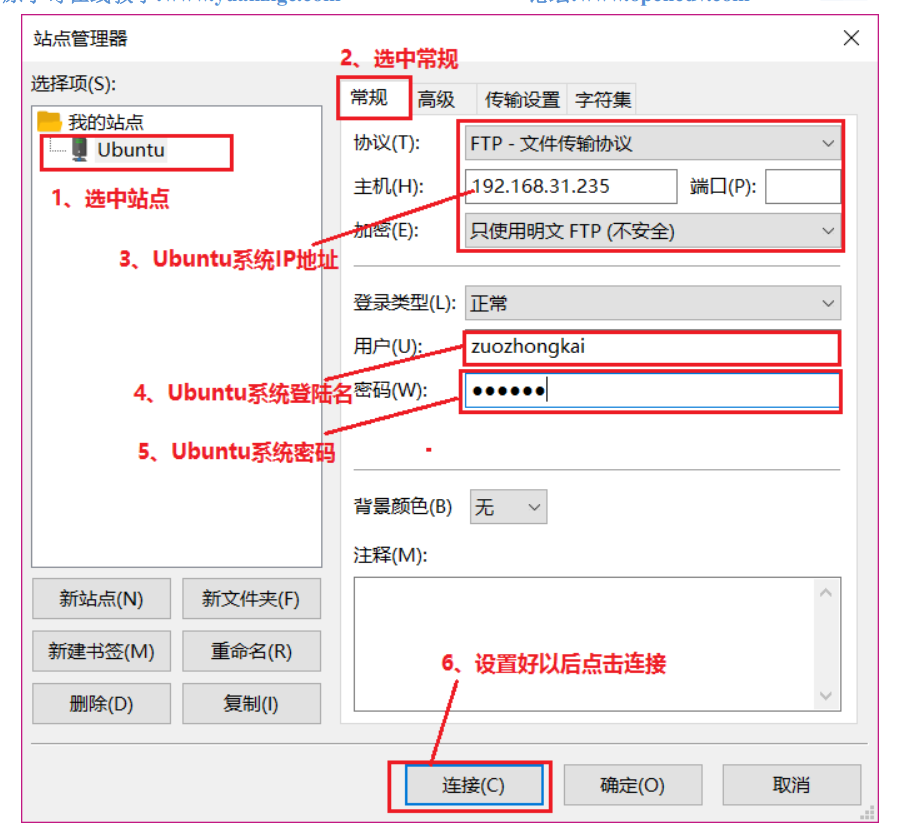 站点管理器
2、选中常规
选择项(S):
常规 高级 传输设置 字符集
我的站点
Ubuntu
1、选中站点
协议(T): FTP - 文件传输协议
主机(H): 192.168.31.235 端口(P):
加密(E): 只使用明文 FTP (不安全)
3、Ubuntu系统IP地址
登录类型(L): 正常
用户(U): zuozhongkai
4、Ubuntu系统登陆名
密码(W): ●●●●●●
5、Ubuntu系统密码
背景颜色(B) 无
注释(M):
新站点(N) 新文件夹(F)
新建书签(M) 重命名(R)
删除(D) 复制(I)
6、设置好以后点击连接
连接(C) 确定(O) 取消